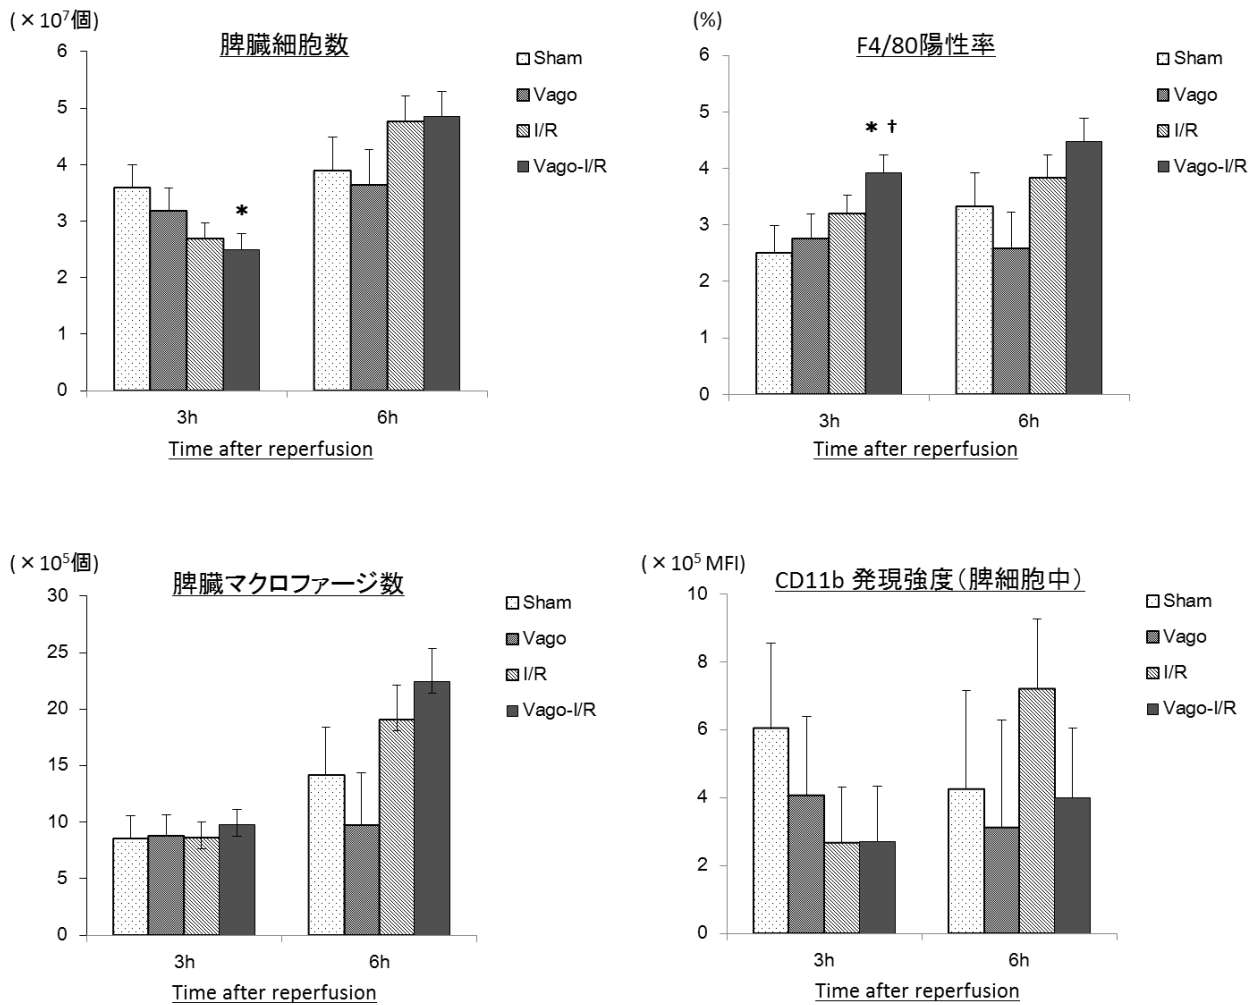 (×10⁷個)
脾臓細胞数
6
5
4
3
2
1
0
*
3h
6h
Time after reperfusion
Sham
Vago
I/R
Vago-I/R
(%)
F4/80陽性率
6
5
4
3
2
1
0
* †
3h
6h
Time after reperfusion
Sham
Vago
I/R
Vago-I/R
(×10⁵個)
脾臓マクロファージ数
30
25
20
15
10
5
0
3h
6h
Time after reperfusion
Sham
Vago
I/R
Vago-I/R
(×10⁵ MFI)
CD11b 発現強度(脾細胞中)
10
8
6
4
2
0
3h
6h
Time after reperfusion
Sham
Vago
I/R
Vago-I/R